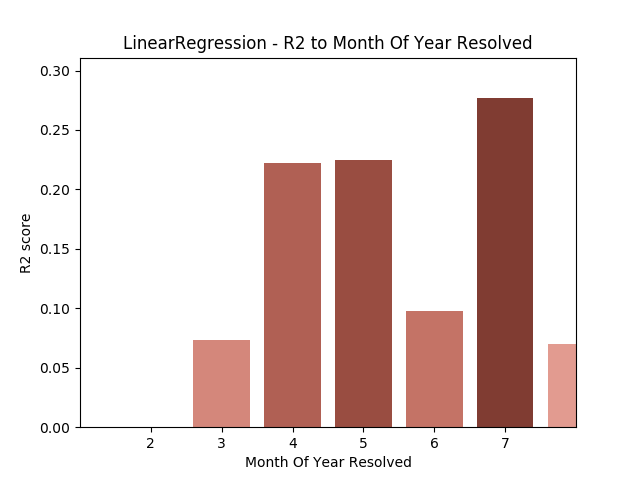 LinearRegression - R2 to Month Of Year Resolved
0.30
0.25
0.20
0.15
0.10
0.05
0.00
R2 score
2 3 4 5 6 7
Month Of Year Resolved